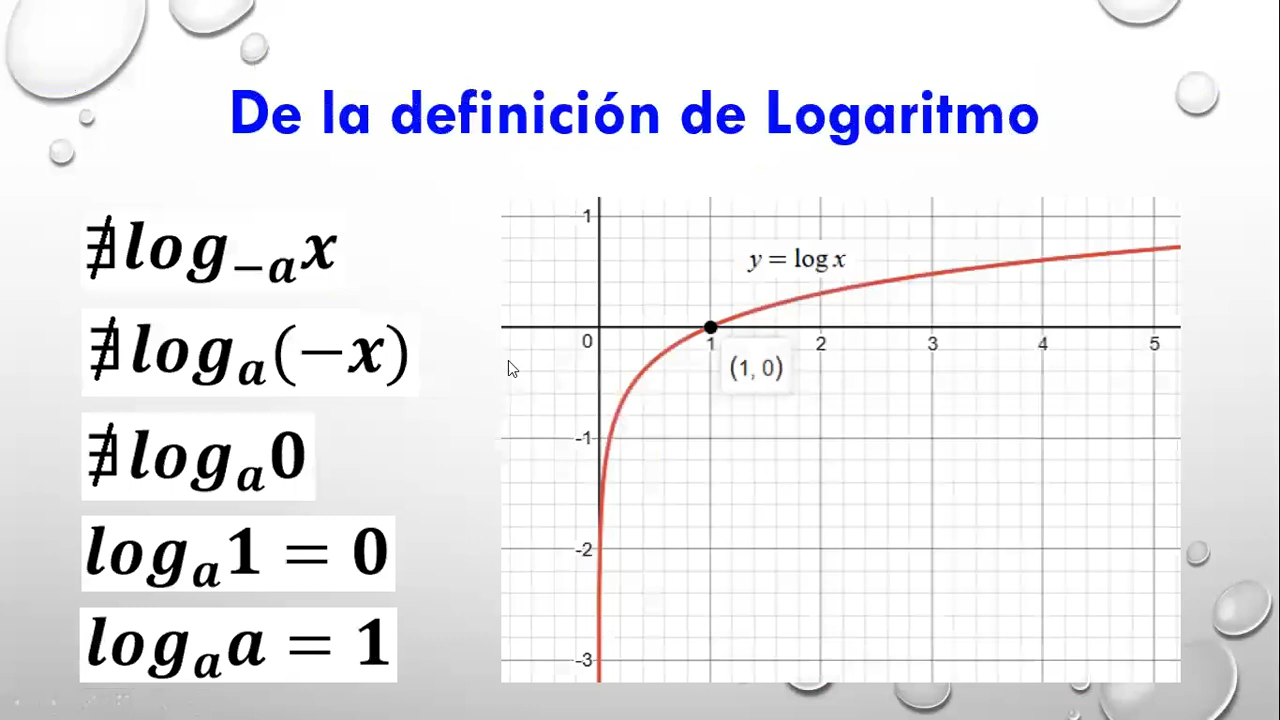 De la definición de Logaritmo
∄log₋ₐx
∄logₐ(−x)
∄logₐ0
logₐ1 = 0
logₐa = 1
1
y = log x
0 1 2 3 4 5
(1, 0)
-1
-2
-3